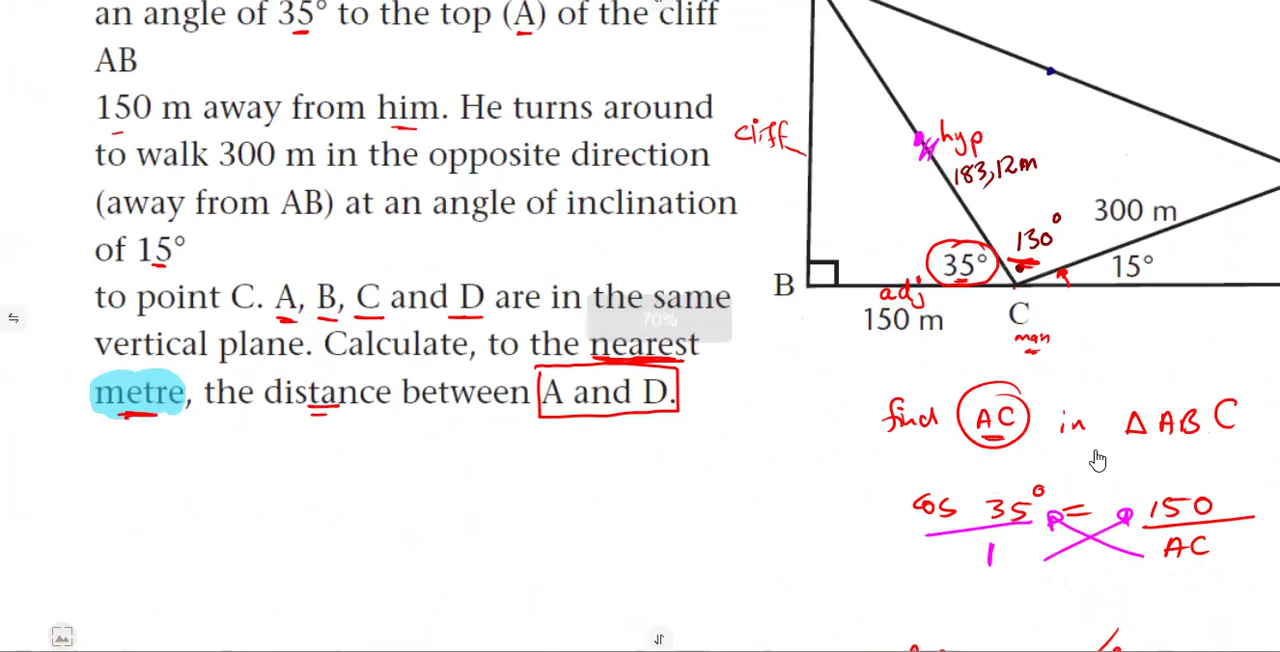 an angle of 35° to the top (A) of the cliff
AB
150 m away from him. He turns around
to walk 300 m in the opposite direction
(away from AB) at an angle of inclination
of 15°
to point C. A, B, C and D are in the same
vertical plane. Calculate, to the nearest
metre, the distance between A and D.
70%
cliff
hyp
183,12m
130°
300 m
35°
15°
B
adj
150 m
C
man
find AC in Δ ABC
cos 35° = 150
1
AC